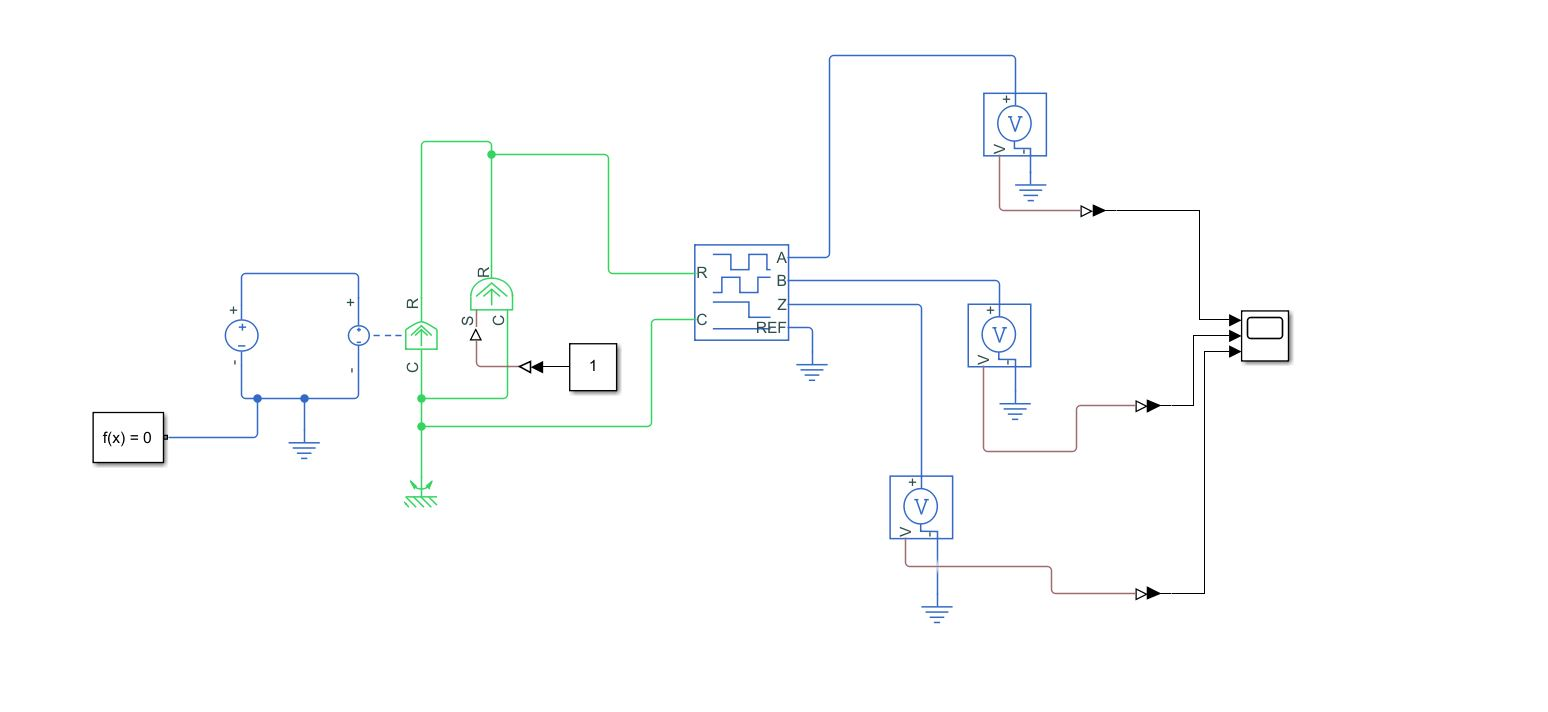 +
V
V
-
R
R
A
R
B
+
+
+
+
Z
V
S
C
C
REF
+
-
+
-
V
-
-
-
C
1
f(x) = 0
+
V
V
-